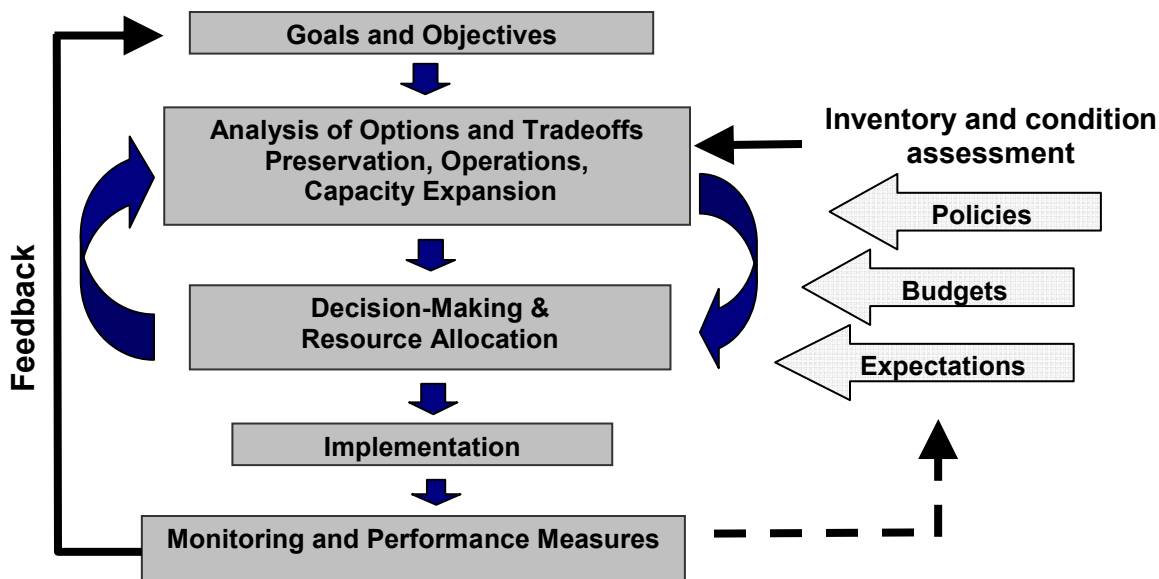 Goals and Objectives
Analysis of Options and Tradeoffs
Preservation, Operations,
Capacity Expansion
Inventory and condition
assessment
Policies
Budgets
Expectations
Decision-Making &
Resource Allocation
Implementation
Monitoring and Performance Measures
Feedback